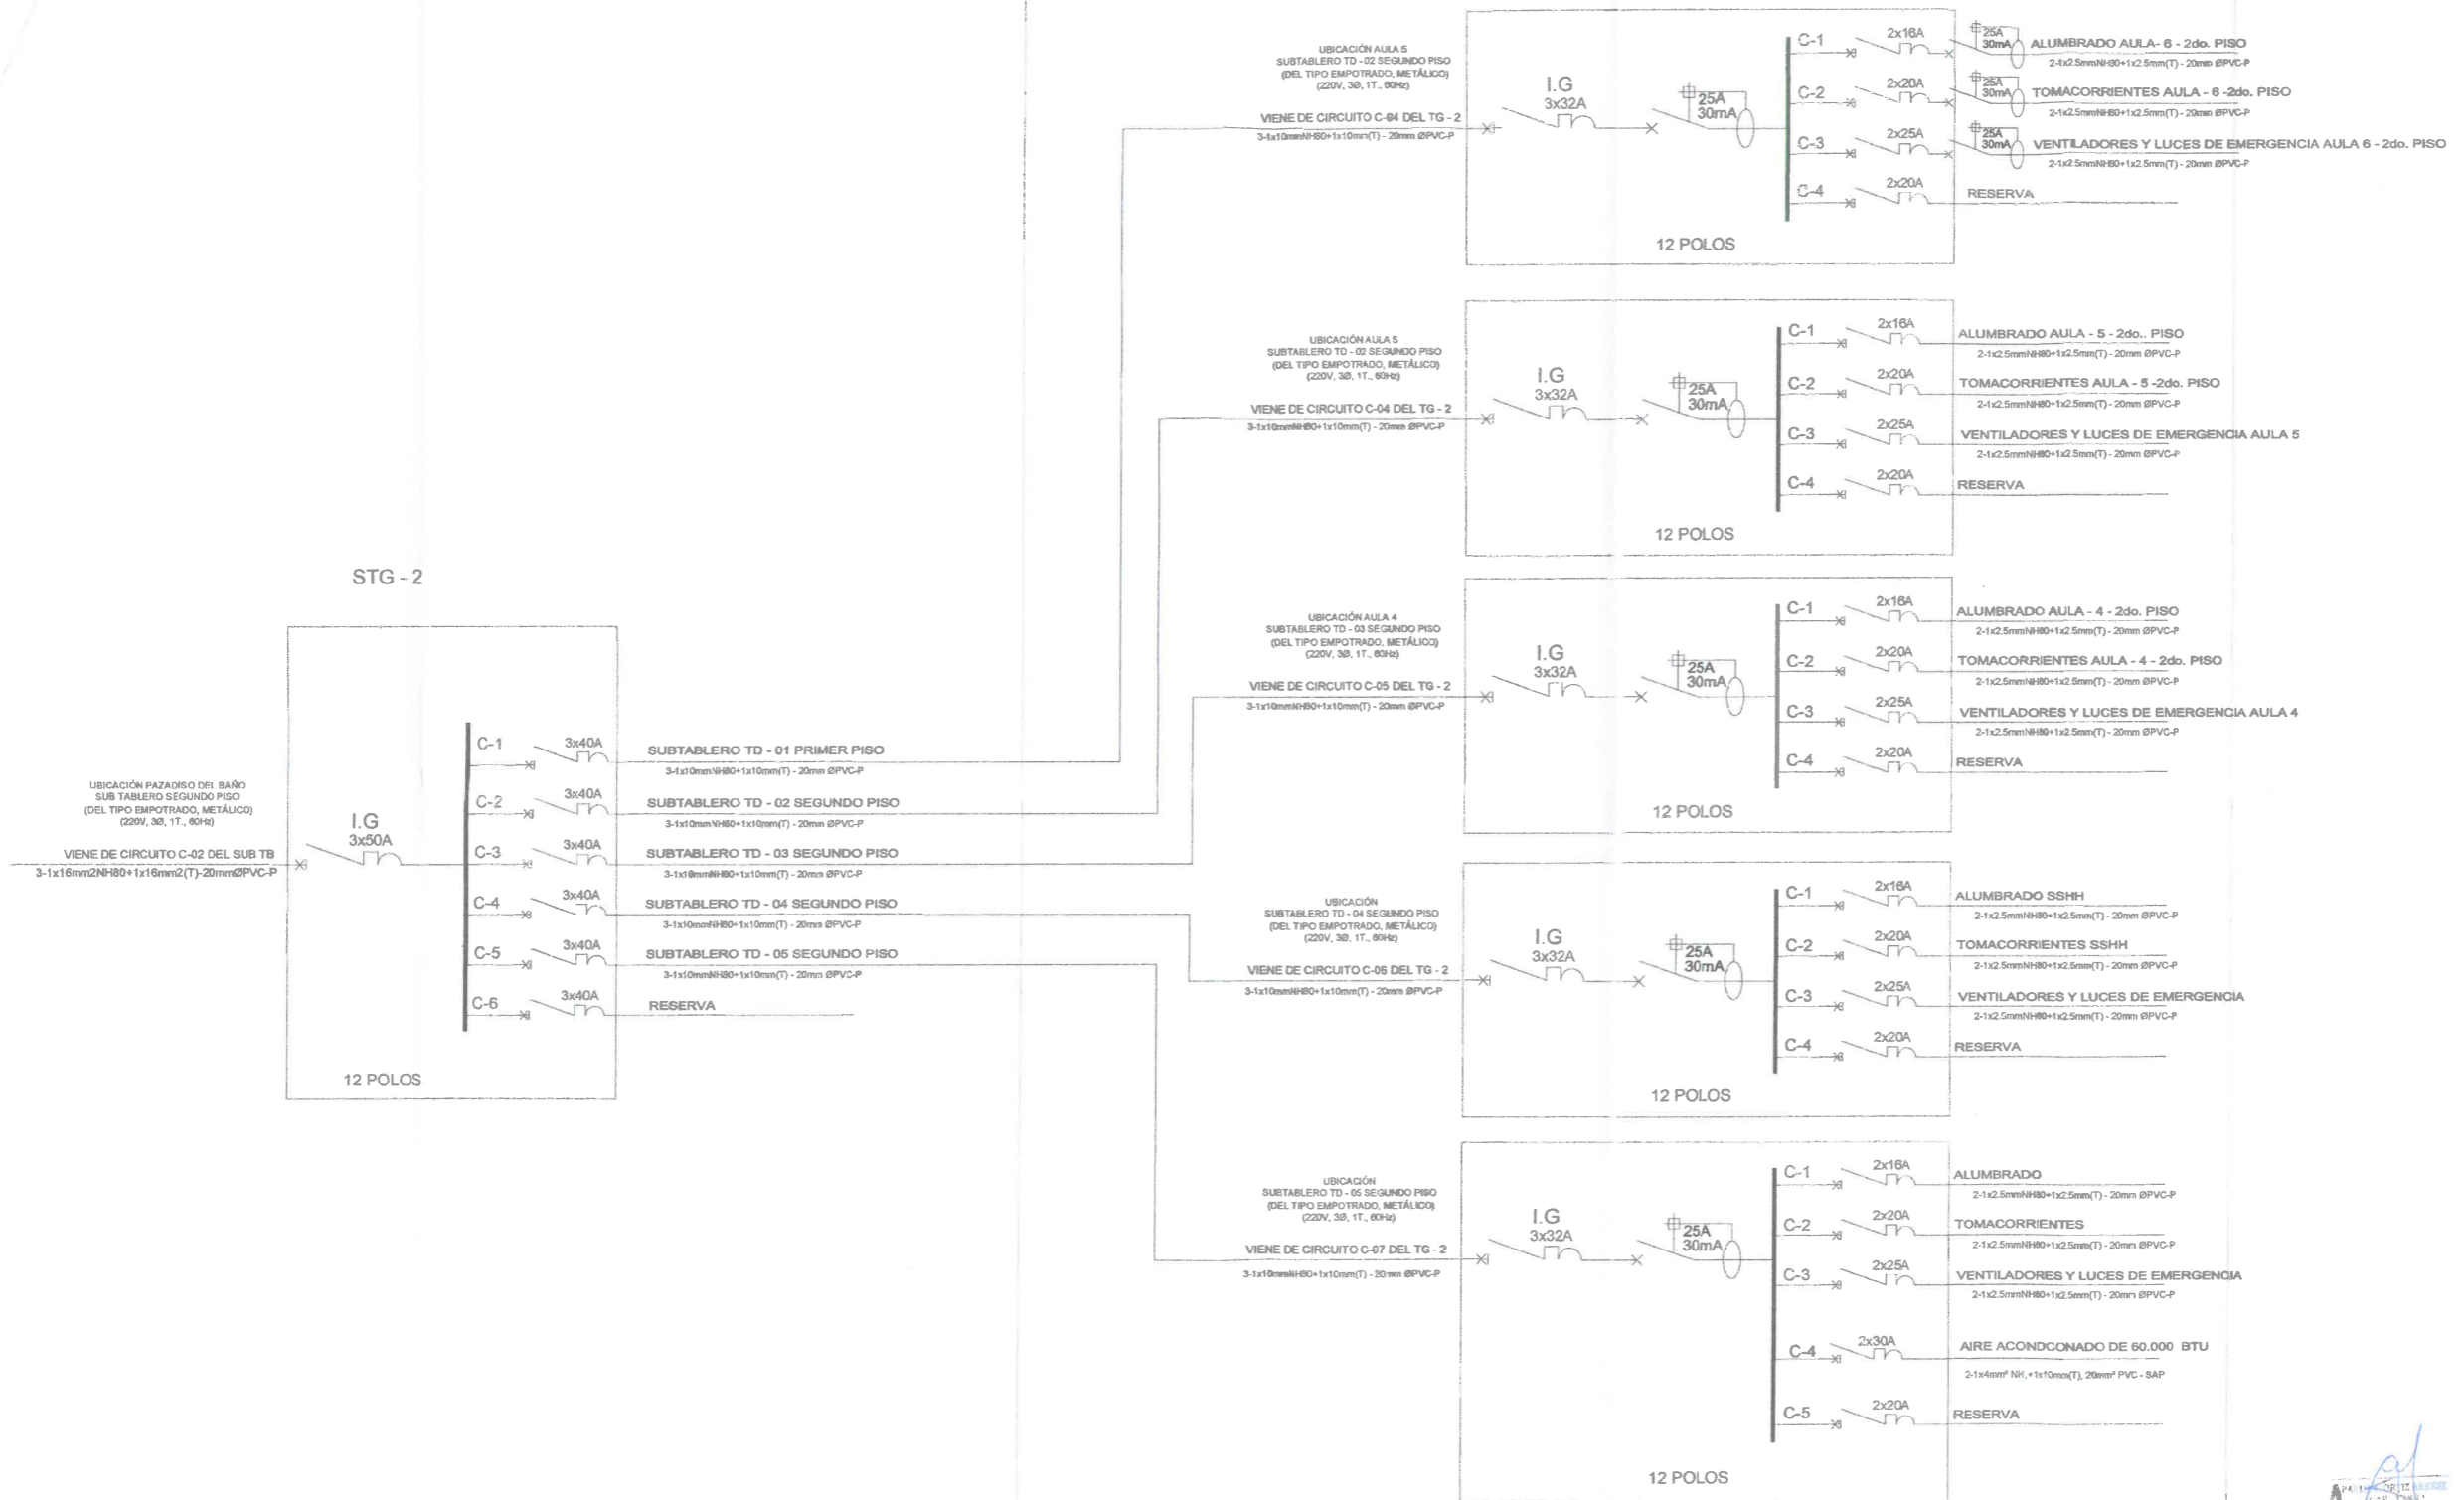 STG - 2
UBICACIÓN PAZADISO DEL BAÑO
SUB TABLERO SEGUNDO PISO
(DEL TIPO EMPOTRADO, METÁLICO)
(220V, 3Ø, 1T., 60Hz)
VIENE DE CIRCUITO C-02 DEL SUB TB
3-1x16mm2NH80+1x16mm2(T)-20mmØPVC-P
I.G
3x50A
C-1
3x40A
SUBTABLERO TD - 01 PRIMER PISO
3-1x10mmNH80+1x10mm(T) - 20mm ØPVC-P
C-2
3x40A
SUBTABLERO TD - 02 SEGUNDO PISO
3-1x10mmNH80+1x10mm(T) - 20mm ØPVC-P
C-3
3x40A
SUBTABLERO TD - 03 SEGUNDO PISO
3-1x10mmNH80+1x10mm(T) - 20mm ØPVC-P
C-4
3x40A
SUBTABLERO TD - 04 SEGUNDO PISO
3-1x10mmNH80+1x10mm(T) - 20mm ØPVC-P
C-5
3x40A
SUBTABLERO TD - 05 SEGUNDO PISO
3-1x10mmNH80+1x10mm(T) - 20mm ØPVC-P
C-6
3x40A
RESERVA
12 POLOS
UBICACIÓN AULA 5
SUBTABLERO TD - 02 SEGUNDO PISO
(DEL TIPO EMPOTRADO, METÁLICO)
(220V, 3Ø, 1T., 60Hz)
VIENE DE CIRCUITO C-04 DEL TG - 2
3-1x10mmNH80+1x10mm(T) - 20mm ØPVC-P
I.G
3x32A
25A
30mA
C-1
2x16A
25A
30mA
ALUMBRADO AULA- 6 - 2do. PISO
2-1x2.5mmNH80+1x2.5mm(T) - 20mm ØPVC-P
C-2
2x20A
25A
30mA
TOMACORRIENTES AULA - 6 -2do. PISO
2-1x2.5mmNH80+1x2.5mm(T) - 20mm ØPVC-P
C-3
2x25A
25A
30mA
VENTILADORES Y LUCES DE EMERGENCIA AULA 6 - 2do. PISO
2-1x2.5mmNH80+1x2.5mm(T) - 20mm ØPVC-P
C-4
2x20A
RESERVA
12 POLOS
UBICACIÓN AULA 5
SUBTABLERO TD - 02 SEGUNDO PISO
(DEL TIPO EMPOTRADO, METÁLICO)
(220V, 3Ø, 1T., 60Hz)
VIENE DE CIRCUITO C-04 DEL TG - 2
3-1x10mmNH80+1x10mm(T) - 20mm ØPVC-P
I.G
3x32A
25A
30mA
C-1
2x16A
ALUMBRADO AULA - 5 - 2do.. PISO
2-1x2.5mmNH80+1x2.5mm(T) - 20mm ØPVC-P
C-2
2x20A
TOMACORRIENTES AULA - 5 -2do. PISO
2-1x2.5mmNH80+1x2.5mm(T) - 20mm ØPVC-P
C-3
2x25A
VENTILADORES Y LUCES DE EMERGENCIA AULA 5
2-1x2.5mmNH80+1x2.5mm(T) - 20mm ØPVC-P
C-4
2x20A
RESERVA
12 POLOS
UBICACIÓN AULA 4
SUBTABLERO TD - 03 SEGUNDO PISO
(DEL TIPO EMPOTRADO, METÁLICO)
(220V, 3Ø, 1T., 60Hz)
VIENE DE CIRCUITO C-05 DEL TG - 2
3-1x10mmNH80+1x10mm(T) - 20mm ØPVC-P
I.G
3x32A
25A
30mA
C-1
2x16A
ALUMBRADO AULA - 4 - 2do. PISO
2-1x2.5mmNH80+1x2.5mm(T) - 20mm ØPVC-P
C-2
2x20A
TOMACORRIENTES AULA - 4 - 2do. PISO
2-1x2.5mmNH80+1x2.5mm(T) - 20mm ØPVC-P
C-3
2x25A
VENTILADORES Y LUCES DE EMERGENCIA AULA 4
2-1x2.5mmNH80+1x2.5mm(T) - 20mm ØPVC-P
C-4
2x20A
RESERVA
12 POLOS
UBICACIÓN
SUBTABLERO TD - 04 SEGUNDO PISO
(DEL TIPO EMPOTRADO, METÁLICO)
(220V, 3Ø, 1T., 60Hz)
VIENE DE CIRCUITO C-06 DEL TG - 2
3-1x10mmNH80+1x10mm(T) - 20mm ØPVC-P
I.G
3x32A
25A
30mA
C-1
2x16A
ALUMBRADO SSHH
2-1x2.5mmNH80+1x2.5mm(T) - 20mm ØPVC-P
C-2
2x20A
TOMACORRIENTES SSHH
2-1x2.5mmNH80+1x2.5mm(T) - 20mm ØPVC-P
C-3
2x25A
VENTILADORES Y LUCES DE EMERGENCIA
2-1x2.5mmNH80+1x2.5mm(T) - 20mm ØPVC-P
C-4
2x20A
RESERVA
12 POLOS
UBICACIÓN
SUBTABLERO TD - 05 SEGUNDO PISO
(DEL TIPO EMPOTRADO, METÁLICO)
(220V, 3Ø, 1T., 60Hz)
VIENE DE CIRCUITO C-07 DEL TG - 2
3-1x10mmNH80+1x10mm(T) - 20mm ØPVC-P
I.G
3x32A
25A
30mA
C-1
2x16A
ALUMBRADO
2-1x2.5mmNH80+1x2.5mm(T) - 20mm ØPVC-P
C-2
2x20A
TOMACORRIENTES
2-1x2.5mmNH80+1x2.5mm(T) - 20mm ØPVC-P
C-3
2x25A
VENTILADORES Y LUCES DE EMERGENCIA
2-1x2.5mmNH80+1x2.5mm(T) - 20mm ØPVC-P
C-4
2x30A
AIRE ACONDCONADO DE 60.000 BTU
2-1x4mm² NH,+1x10mm(T), 20mm² PVC - SAP
C-5
2x20A
RESERVA
12 POLOS